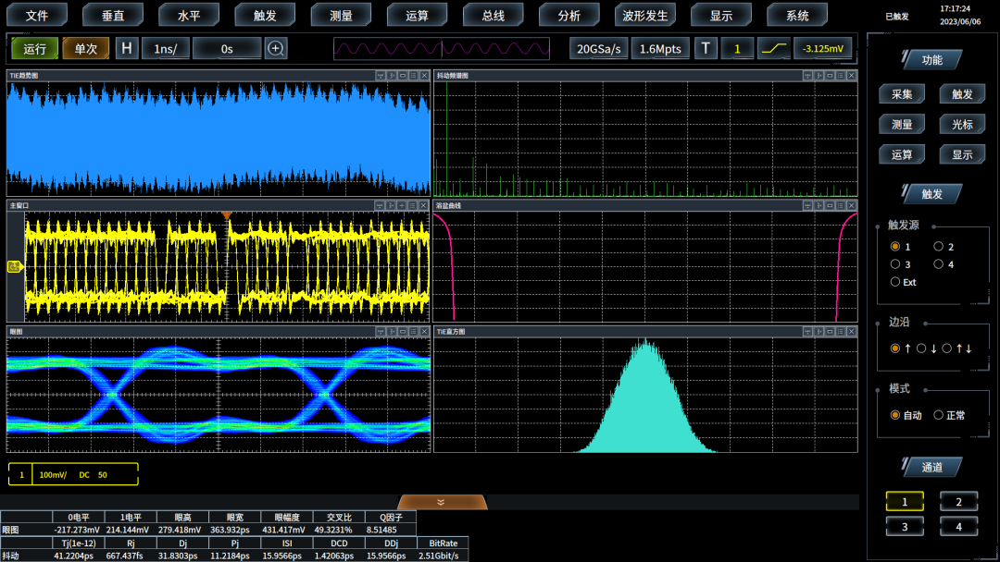 文件 垂直 水平 触发 测量 运算 总线 分析 波形发生 显示 系统 已触发 17:17:24
2023/06/06
运行 单次 H 1ns/ 0s 20GSa/s 1.6Mpts T 1 -3.125mV
功能
TIE趋势图 抖动频谱图
采集 触发
测量 光标
运算 显示
触发
主窗口 浴盆曲线
触发源
1 2
3 4
Ext
边沿
↑ ↓ ↑↓
眼图 TIE直方图
模式
自动 正常
通道
1 100mV/ DC 50
1 2
3 4
0电平 1电平 眼高 眼宽 眼幅度 交叉比 Q因子
眼图 -217.273mV 214.144mV 279.418mV 363.932ps 431.417mV 49.3231% 8.51485
Tj(1e-12) Rj Dj Pj ISI DCD DDj BitRate
抖动 41.2204ps 667.437fs 31.8303ps 11.2184ps 15.9566ps 1.42063ps 15.9566ps 2.51Gbit/s